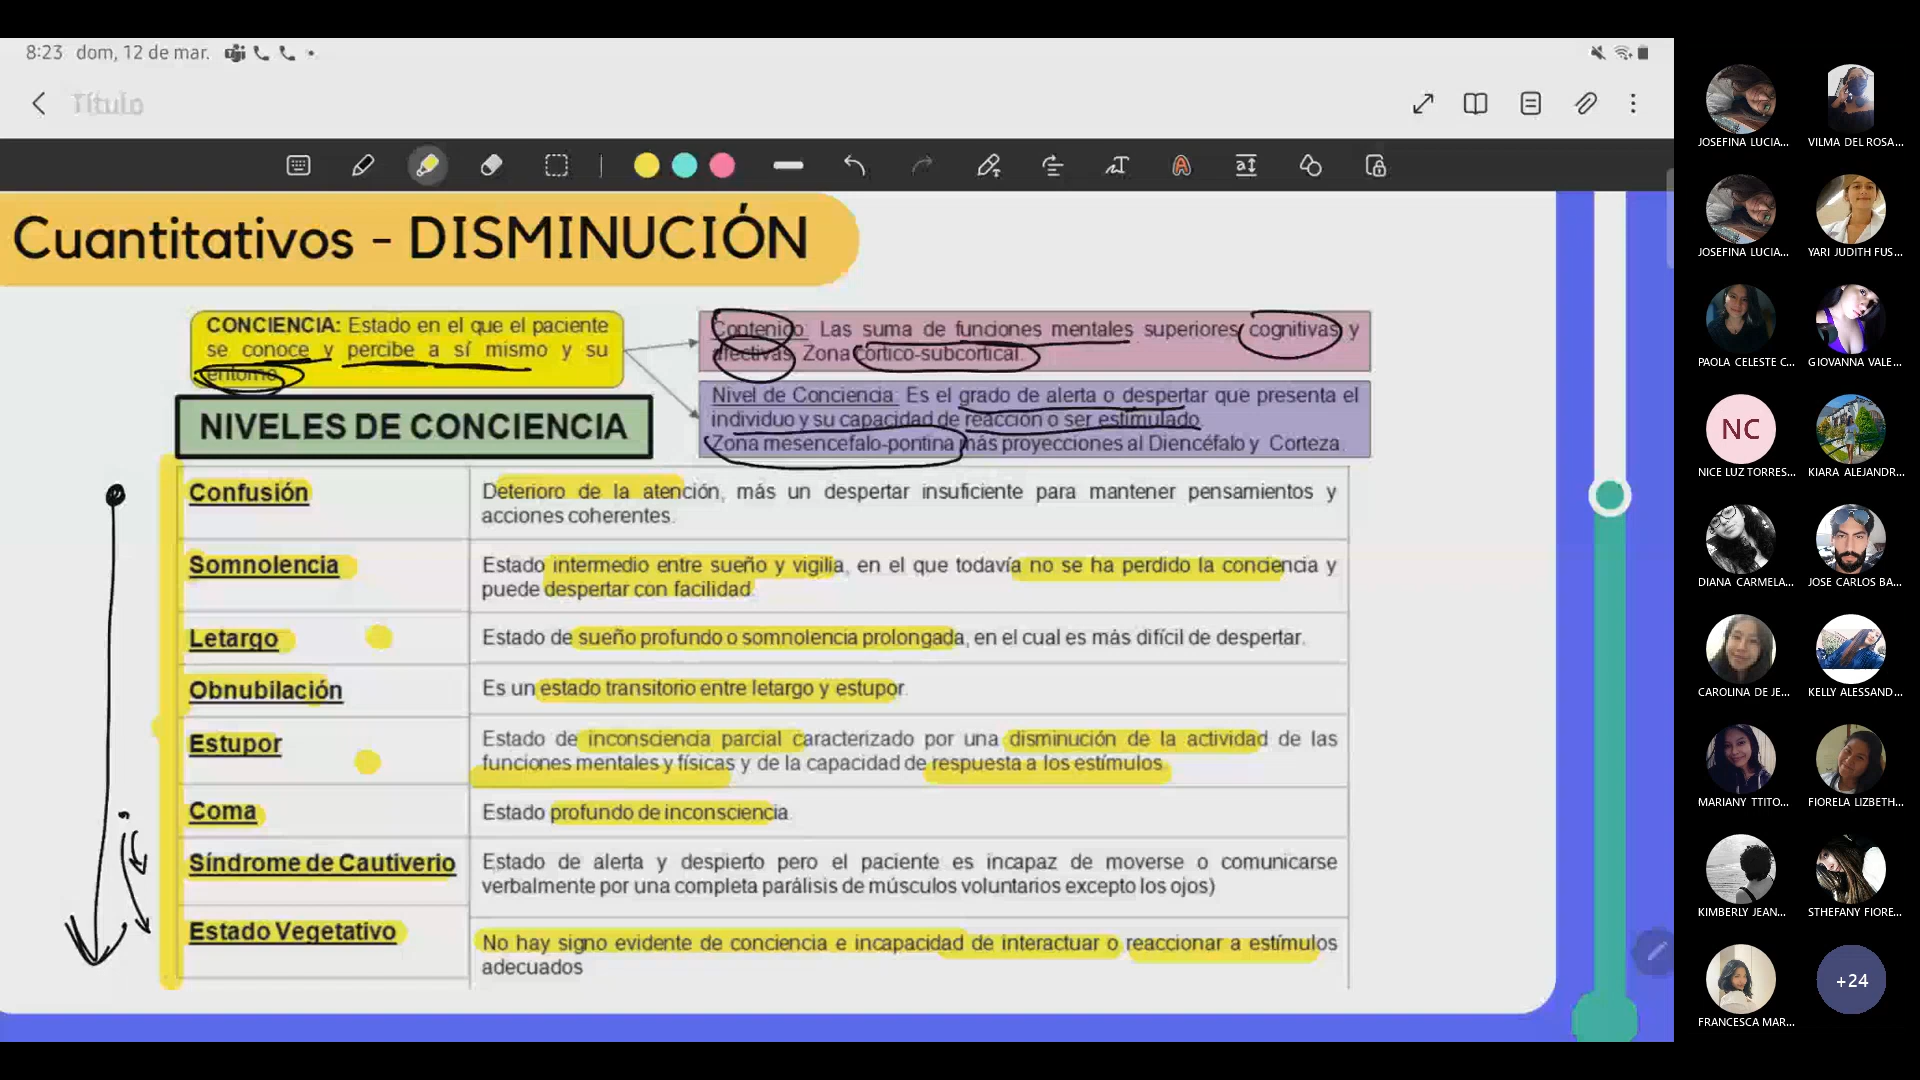 8:23 dom, 12 de mar.
Título
Cuantitativos - DISMINUCIÓN
CONCIENCIA: Estado en el que el paciente
se conoce y percibe a sí mismo y su
entorno
Contenido: Las suma de funciones mentales superiores cognitivas y
afectivas. Zona córtico-subcortical.
Nivel de Conciencia: Es el grado de alerta o despertar que presenta el
individuo y su capacidad de reacción o ser estimulado.
Zona mesencefalo-pontina más proyecciones al Diencéfalo y Corteza.
NIVELES DE CONCIENCIA
Confusión
Deterioro de la atención, más un despertar insuficiente para mantener pensamientos y
acciones coherentes.
Somnolencia
Estado intermedio entre sueño y vigilia, en el que todavía no se ha perdido la conciencia y
puede despertar con facilidad.
Letargo
Estado de sueño profundo o somnolencia prolongada, en el cual es más difícil de despertar.
Obnubilación
Es un estado transitorio entre letargo y estupor.
Estupor
Estado de inconsciencia parcial caracterizado por una disminución de la actividad de las
funciones mentales y físicas y de la capacidad de respuesta a los estímulos.
Coma
Estado profundo de inconsciencia.
Síndrome de Cautiverio
Estado de alerta y despierto pero el paciente es incapaz de moverse o comunicarse
verbalmente por una completa parálisis de músculos voluntarios excepto los ojos)
Estado Vegetativo
No hay signo evidente de conciencia e incapacidad de interactuar o reaccionar a estímulos
adecuados
JOSEFINA LUCIA... VILMA DEL ROSA...
JOSEFINA LUCIA... YARI JUDITH FUS...
PAOLA CELESTE C... GIOVANNA VALE...
NC
NICE LUZ TORRES... KIARA ALEJANDR...
DIANA CARMELA... JOSE CARLOS BA...
CAROLINA DE JE... KELLY ALESSAND...
MARIANY TTITO... FIORELA LIZBETH...
KIMBERLY JEAN... STHEFANY FIORE...
+24
FRANCESCA MAR...